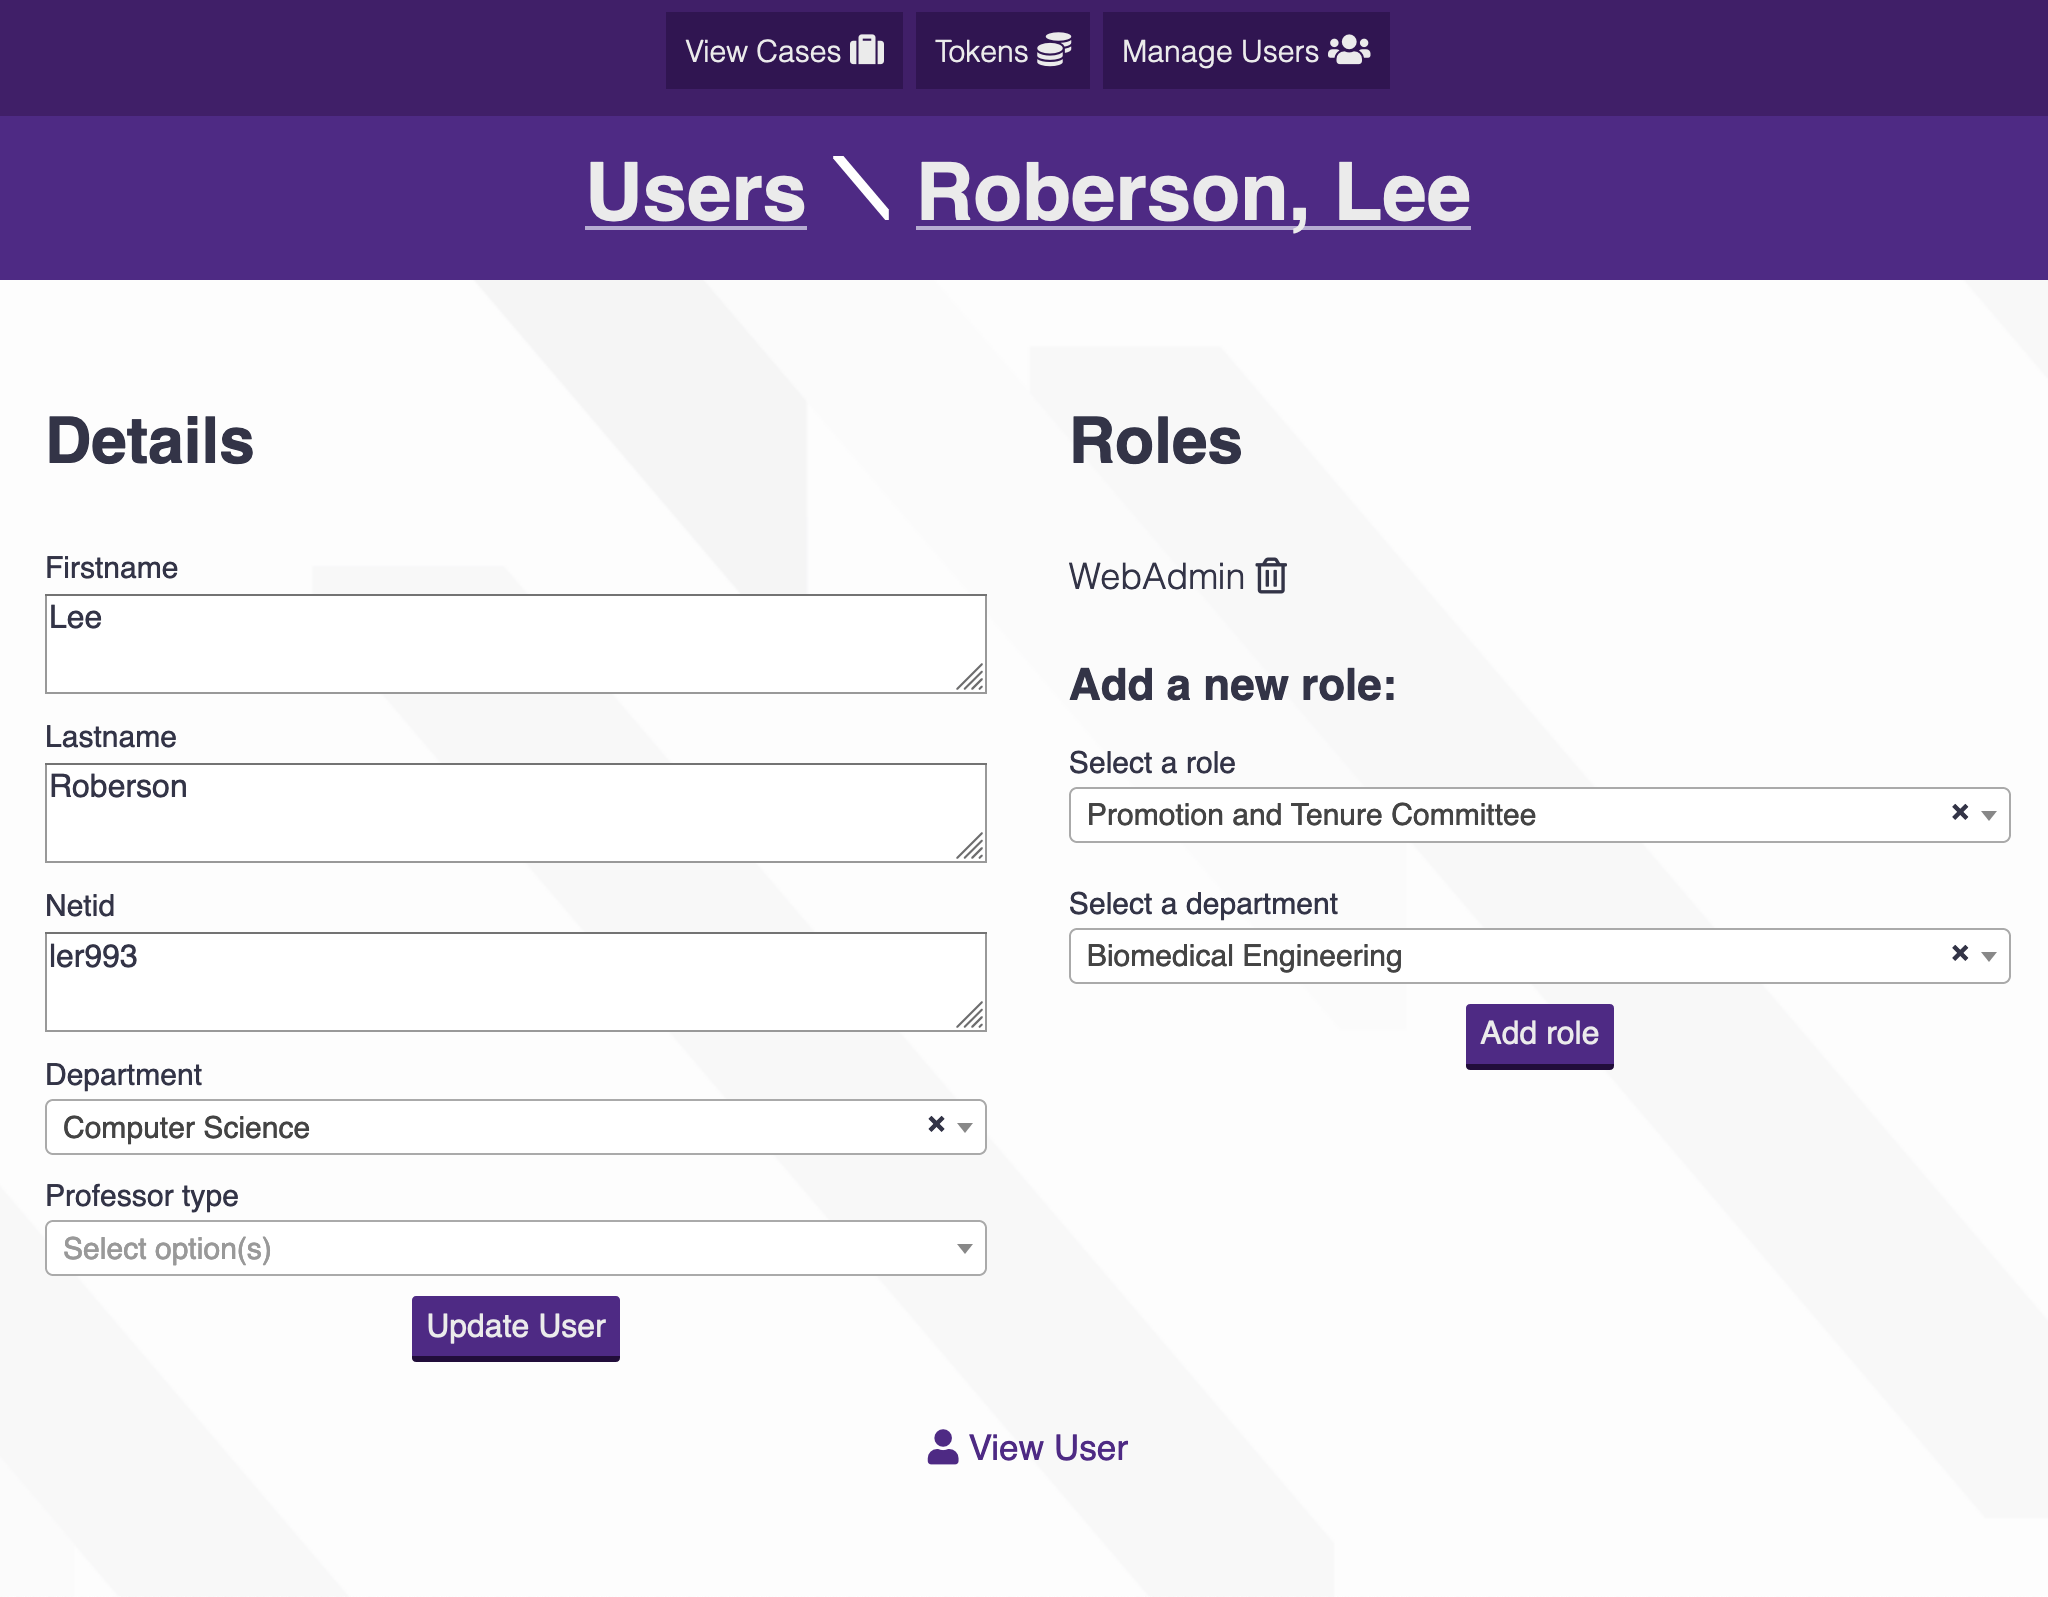 View Cases
Tokens
Manage Users
Users \ Roberson, Lee
Details
Firstname
Lee
Lastname
Roberson
Netid
ler993
Department
Computer Science
Professor type
Select option(s)
Update User
Roles
WebAdmin
Add a new role:
Select a role
Promotion and Tenure Committee
Select a department
Biomedical Engineering
Add role
View User